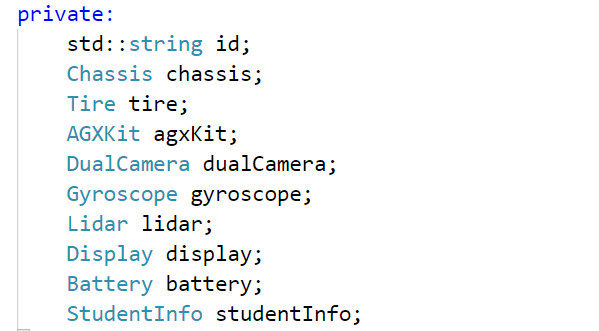 private:
std::string id;
Chassis chassis;
Tire tire;
AGXKit agxKit;
DualCamera dualCamera;
Gyroscope gyroscope;
Lidar lidar;
Display display;
Battery battery;
StudentInfo studentInfo;